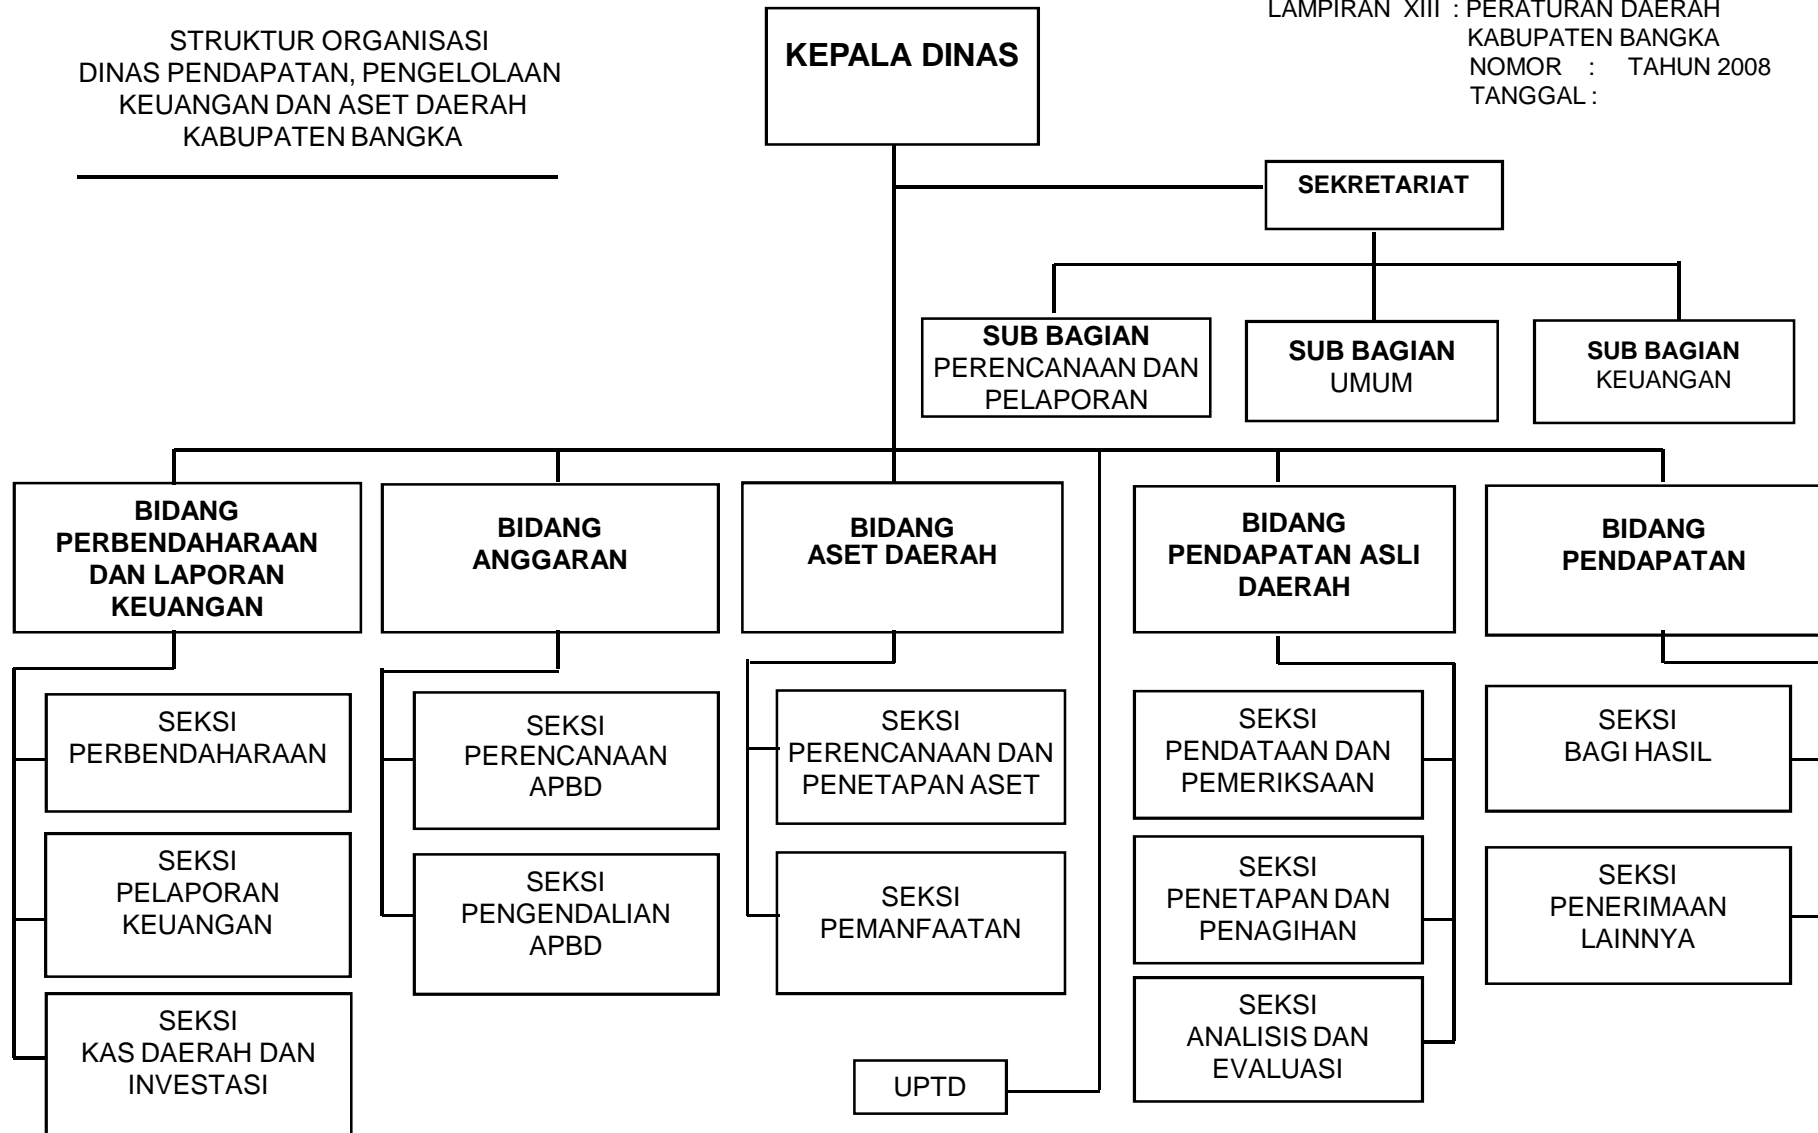 STRUKTUR ORGANISASI
DINAS PENDAPATAN, PENGELOLAAN
KEUANGAN DAN ASET DAERAH
KABUPATEN BANGKA
KEPALA DINAS
LAMPIRAN XIII : PERATURAN DAERAH
KABUPATEN BANGKA
NOMOR : TAHUN 2008
TANGGAL :
SEKRETARIAT
SUB BAGIAN
PERENCANAAN DAN
PELAPORAN
SUB BAGIAN
UMUM
SUB BAGIAN
KEUANGAN
BIDANG
PERBENDAHARAAN
DAN LAPORAN
KEUANGAN
BIDANG
ANGGARAN
BIDANG
ASET DAERAH
BIDANG
PENDAPATAN ASLI
DAERAH
BIDANG
PENDAPATAN
SEKSI
PERBENDAHARAAN
SEKSI
PELAPORAN
KEUANGAN
SEKSI
KAS DAERAH DAN
INVESTASI
SEKSI
PERENCANAAN
APBD
SEKSI
PENGENDALIAN
APBD
SEKSI
PERENCANAAN DAN
PENETAPAN ASET
SEKSI
PEMANFAATAN
UPTD
SEKSI
PENDATAAN DAN
PEMERIKSAAN
SEKSI
PENETAPAN DAN
PENAGIHAN
SEKSI
ANALISIS DAN
EVALUASI
SEKSI
BAGI HASIL
SEKSI
PENERIMAAN
LAINNYA